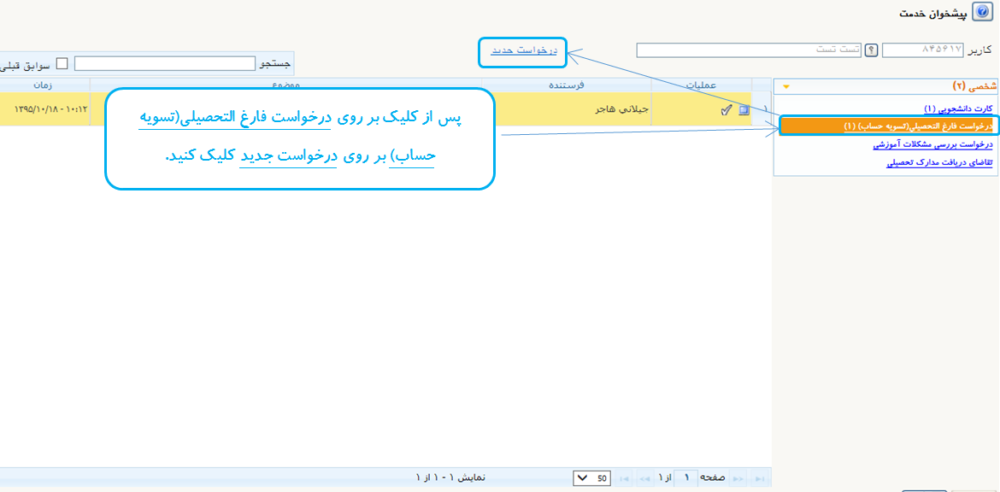 پیشخوان خدمت
کاربر ۸۴۵۶۱۷ ؟ تست تست
درخواست جدید
جستجو سوابق قبلی
شخصی (۲)
کارت دانشجویی (۱)
درخواست فارغ التحصیلی(تسویه حساب) (۱)
درخواست بررسی مشکلات آموزشی
تقاضای دریافت مدارک تحصیلی
عملیات فرستنده موضوع زمان
۱ جیلانی هاجر ۱۰:۱۲ - ۱۳۹۵/۱۰/۱۸
پس از کلیک بر روی درخواست فارغ التحصیلی(تسویه
حساب) بر روی درخواست جدید کلیک کنید.
صفحه ۱ از ۱ 50 نمایش ۱ - ۱ از ۱